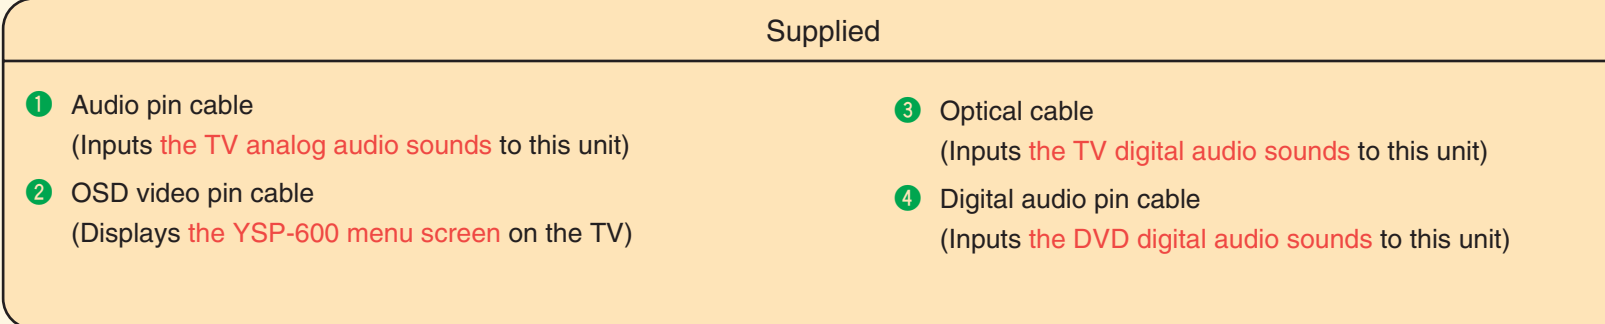 Supplied
1 Audio pin cable
(Inputs the TV analog audio sounds to this unit)
2 OSD video pin cable
(Displays the YSP-600 menu screen on the TV)
3 Optical cable
(Inputs the TV digital audio sounds to this unit)
4 Digital audio pin cable
(Inputs the DVD digital audio sounds to this unit)